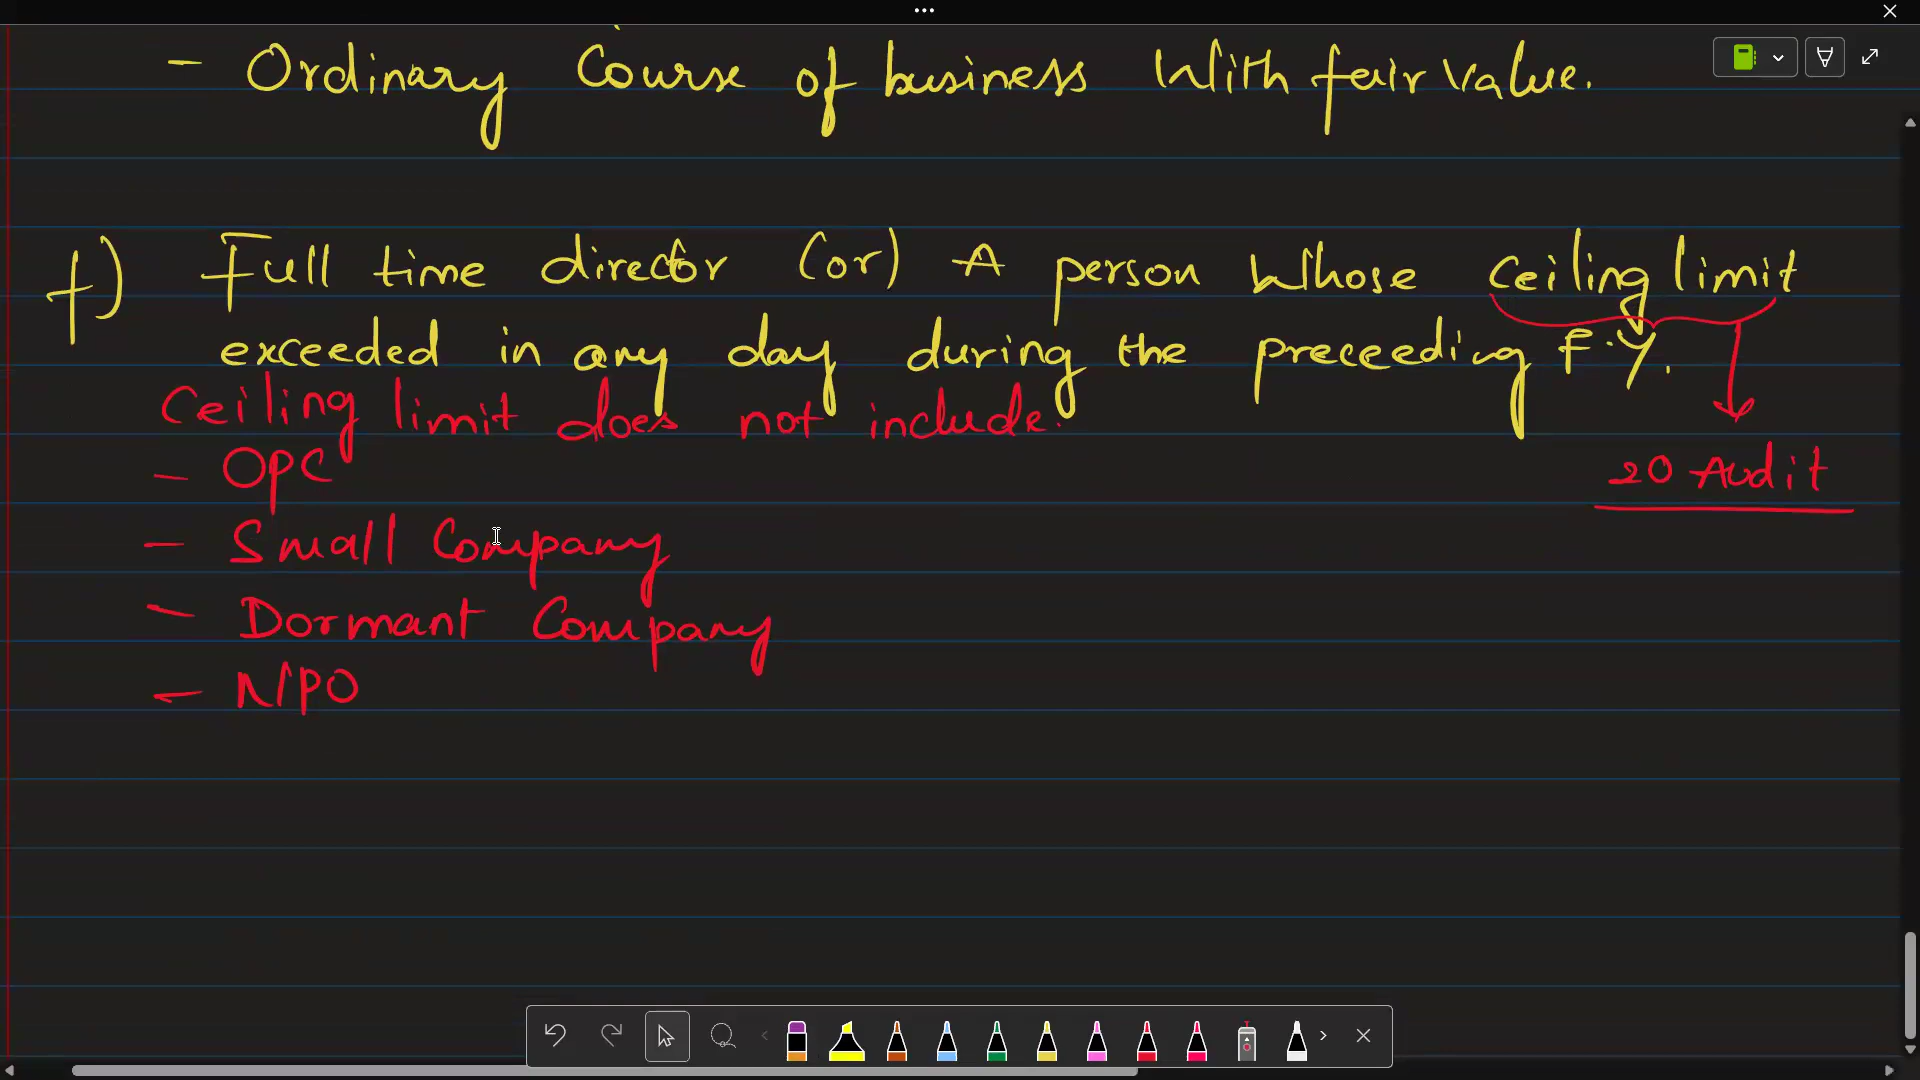 - Ordinary Course of business With fair Value.
f) Full time director (or) A person Whose Ceiling limit
exceeded in any day during the preceeding F.Y.
Ceiling limit does not include.
- OPC
20 Audit
- Small Company
- Dormant Company
- NPO